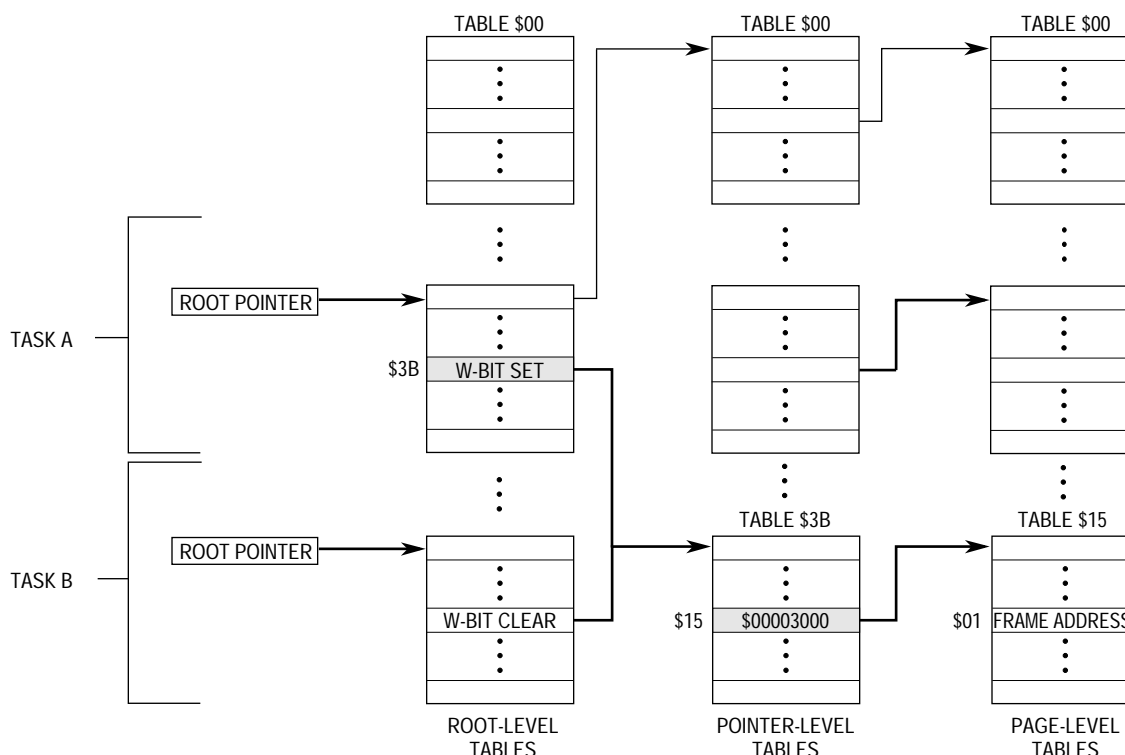 TABLE $00
TABLE $00
TABLE $00
ROOT POINTER
TASK A
$3B
W-BIT SET
TABLE $3B
TABLE $15
ROOT POINTER
TASK B
W-BIT CLEAR
$15
$00003000
$01
FRAME ADDRESS
ROOT-LEVEL
TABLES
POINTER-LEVEL
TABLES
PAGE-LEVEL
TABLES